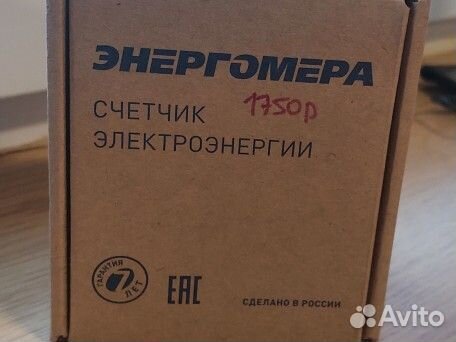 ЭНЕРГОМЕРА
СЧЕТЧИК 1750р
ЭЛЕКТРОЭНЕРГИИ
ГАРАНТИЯ
7
ЛЕТ
ЕАС
СДЕЛАНО В РОССИИ
Avito